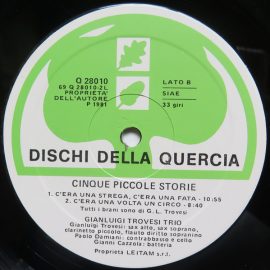 Q 28010
69 Q 28010-2L
PROPRIETA'
DELL'AUTORE
P 1981
LATO B
SIAE
33 giri
DISCHI DELLA QUERCIA
CINQUE PICCOLE STORIE
1. C'ERA UNA STREGA, C'ERA UNA FATA - 10:55
2. C'ERA UNA VOLTA UN CIRCO - 8:40
Tutti i brani sono di G. L. Trovesi
GIANLUIGI TROVESI TRIO
Gianluigi Trovesi: sax alto, sax soprano,
clarinetto piccolo, flauto diritto sopranino
Paolo Damiani: contrabbasso e cello
Gianni Cazzola: batteria
Proprietà LEITAM s.r.l.